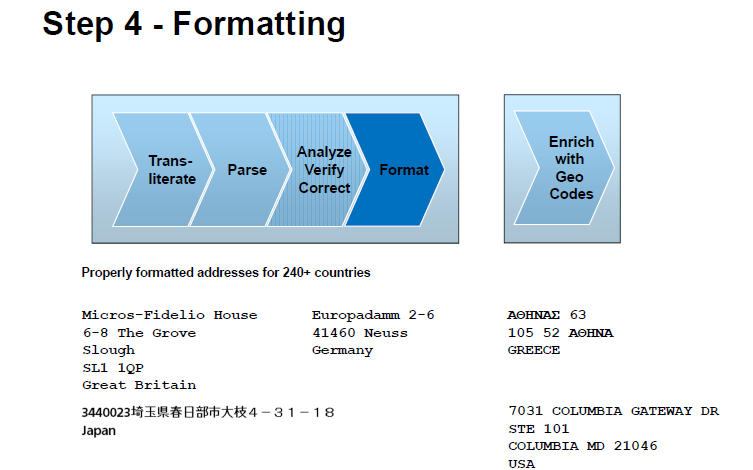 Step 4 - Formatting
Trans-
literate
Parse
Analyze
Verify
Correct
Format
Enrich
with
Geo
Codes
Properly formatted addresses for 240+ countries
Micros-Fidelio House
6-8 The Grove
Slough
SL1 1QP
Great Britain
Europadamm 2-6
41460 Neuss
Germany
ΑΘΗΝΑΣ 63
105 52 ΑΘΗΝΑ
GREECE
3440023埼玉県春日部市大枝４－３１－１８
Japan
7031 COLUMBIA GATEWAY DR
STE 101
COLUMBIA MD 21046
USA